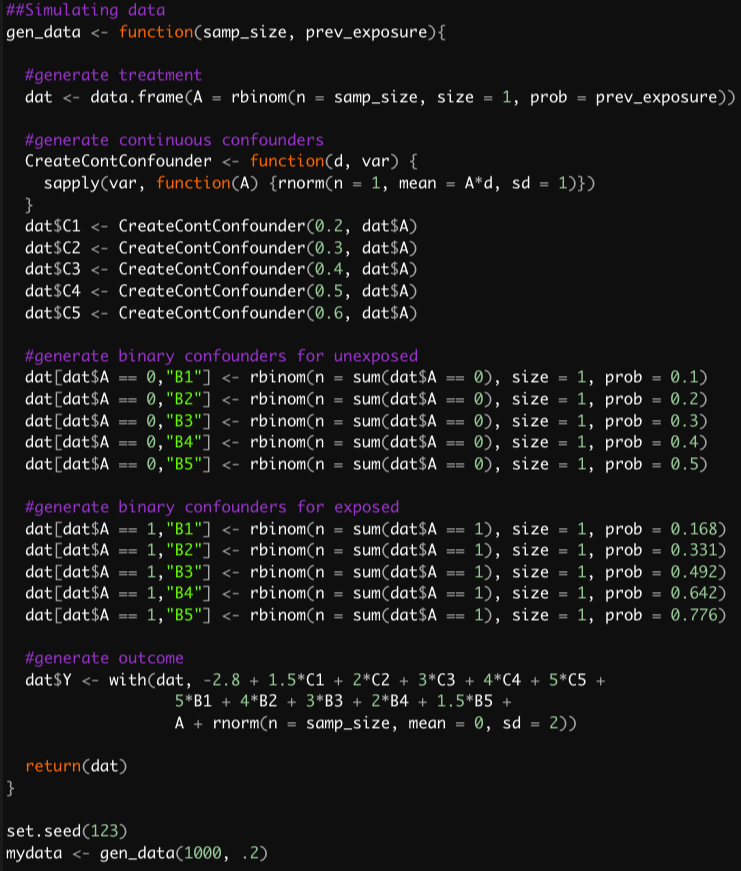 ##Simulating data
gen_data <- function(samp_size, prev_exposure){
#generate treatment
dat <- data.frame(A = rbinom(n = samp_size, size = 1, prob = prev_exposure))
#generate continuous confounders
CreateContConfounder <- function(d, var) {
sapply(var, function(A) {rnorm(n = 1, mean = A*d, sd = 1)})
}
dat$C1 <- CreateContConfounder(0.2, dat$A)
dat$C2 <- CreateContConfounder(0.3, dat$A)
dat$C3 <- CreateContConfounder(0.4, dat$A)
dat$C4 <- CreateContConfounder(0.5, dat$A)
dat$C5 <- CreateContConfounder(0.6, dat$A)
#generate binary confounders for unexposed
dat[dat$A == 0,"B1"] <- rbinom(n = sum(dat$A == 0), size = 1, prob = 0.1)
dat[dat$A == 0,"B2"] <- rbinom(n = sum(dat$A == 0), size = 1, prob = 0.2)
dat[dat$A == 0,"B3"] <- rbinom(n = sum(dat$A == 0), size = 1, prob = 0.3)
dat[dat$A == 0,"B4"] <- rbinom(n = sum(dat$A == 0), size = 1, prob = 0.4)
dat[dat$A == 0,"B5"] <- rbinom(n = sum(dat$A == 0), size = 1, prob = 0.5)
#generate binary confounders for exposed
dat[dat$A == 1,"B1"] <- rbinom(n = sum(dat$A == 1), size = 1, prob = 0.168)
dat[dat$A == 1,"B2"] <- rbinom(n = sum(dat$A == 1), size = 1, prob = 0.331)
dat[dat$A == 1,"B3"] <- rbinom(n = sum(dat$A == 1), size = 1, prob = 0.492)
dat[dat$A == 1,"B4"] <- rbinom(n = sum(dat$A == 1), size = 1, prob = 0.642)
dat[dat$A == 1,"B5"] <- rbinom(n = sum(dat$A == 1), size = 1, prob = 0.776)
#generate outcome
dat$Y <- with(dat, -2.8 + 1.5*C1 + 2*C2 + 3*C3 + 4*C4 + 5*C5 +
5*B1 + 4*B2 + 3*B3 + 2*B4 + 1.5*B5 +
A + rnorm(n = samp_size, mean = 0, sd = 2))
return(dat)
}
set.seed(123)
mydata <- gen_data(1000, .2)